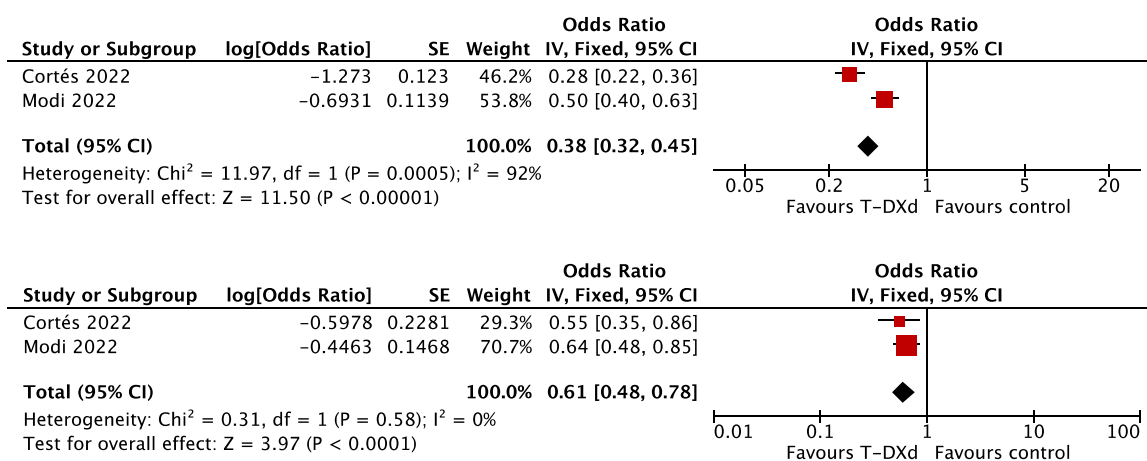 Odds Ratio Odds Ratio
Study or Subgroup log[Odds Ratio] SE Weight IV, Fixed, 95% CI IV, Fixed, 95% CI
Cortés 2022 −1.273 0.123 46.2% 0.28 [0.22, 0.36]
Modi 2022 −0.6931 0.1139 53.8% 0.50 [0.40, 0.63]
Total (95% CI) 100.0% 0.38 [0.32, 0.45]
Heterogeneity: Chi² = 11.97, df = 1 (P = 0.0005); I² = 92%
0.05 0.2 1 5 20
Test for overall effect: Z = 11.50 (P < 0.00001)
Favours T−DXd Favours control
Odds Ratio Odds Ratio
Study or Subgroup log[Odds Ratio] SE Weight IV, Fixed, 95% CI IV, Fixed, 95% CI
Cortés 2022 −0.5978 0.2281 29.3% 0.55 [0.35, 0.86]
Modi 2022 −0.4463 0.1468 70.7% 0.64 [0.48, 0.85]
Total (95% CI) 100.0% 0.61 [0.48, 0.78]
Heterogeneity: Chi² = 0.31, df = 1 (P = 0.58); I² = 0%
0.01 0.1 1 10 100
Test for overall effect: Z = 3.97 (P < 0.0001)
Favours T−DXd Favours control